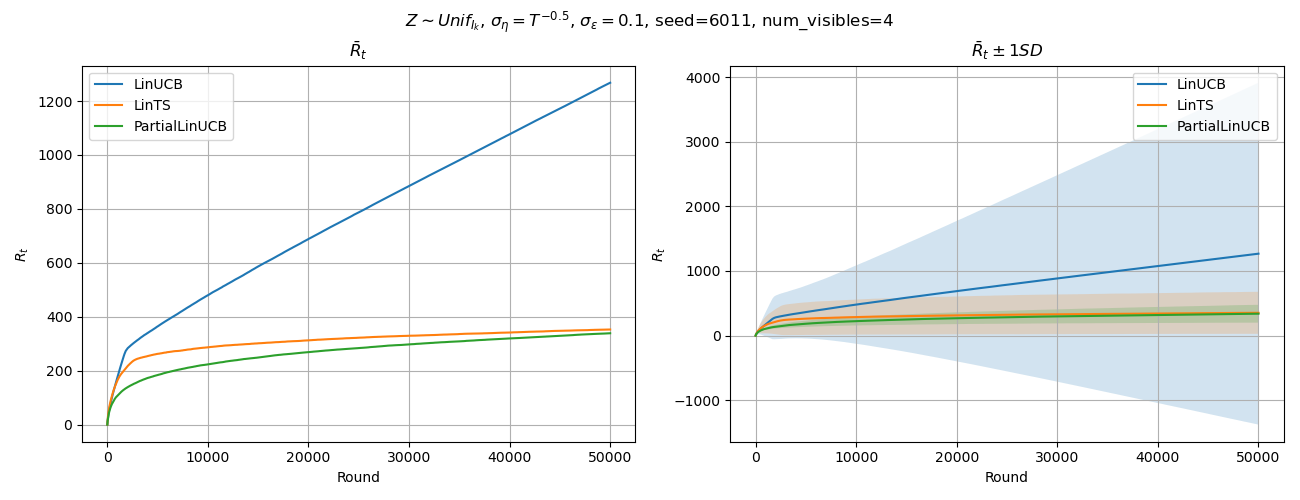 Z ∼ Unif_{I_k}, σ_η = T^{−0.5}, σ_ε = 0.1, seed=6011, num_visibles=4
R̄_t
R_t
1200
1000
800
600
400
200
0
LinUCB
LinTS
PartialLinUCB
0 10000 20000 30000 40000 50000
Round
R̄_t ± 1SD
R_t
4000
3000
2000
1000
0
−1000
LinUCB
LinTS
PartialLinUCB
0 10000 20000 30000 40000 50000
Round